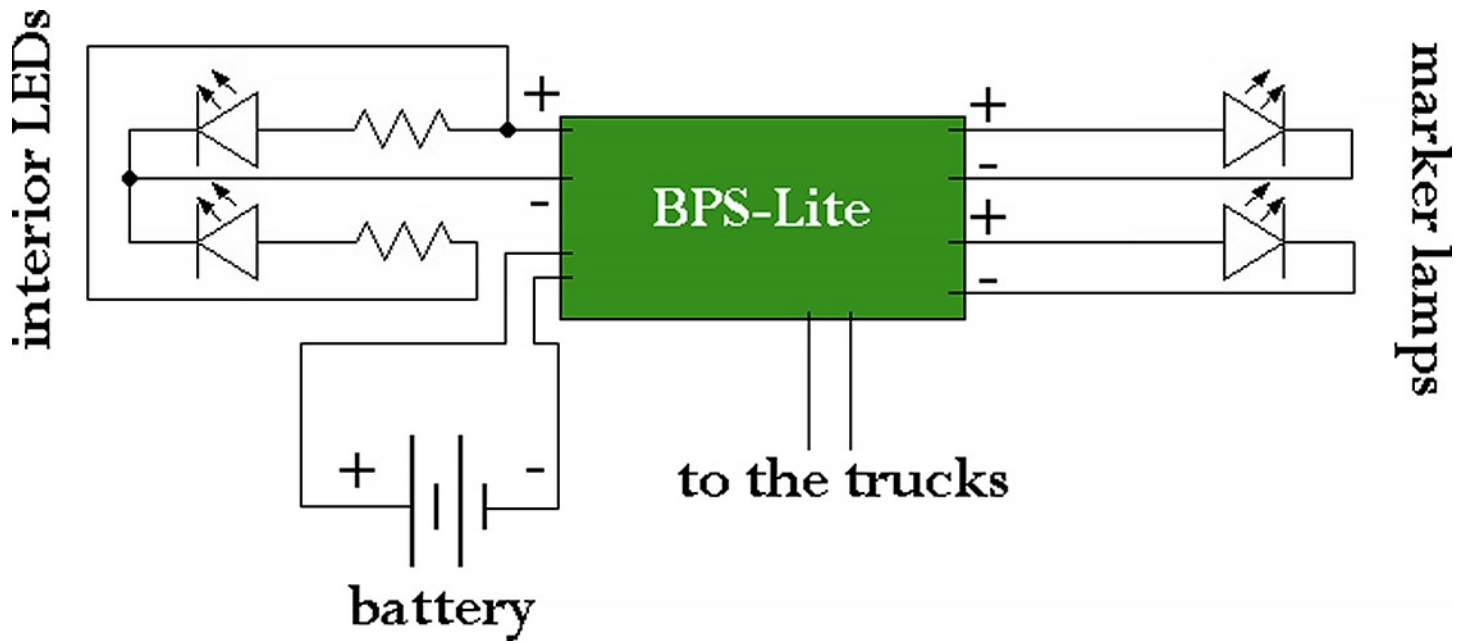 interior LEDs
+
-
BPS-Lite
+
-
+
-
marker lamps
+
-
to the trucks
battery